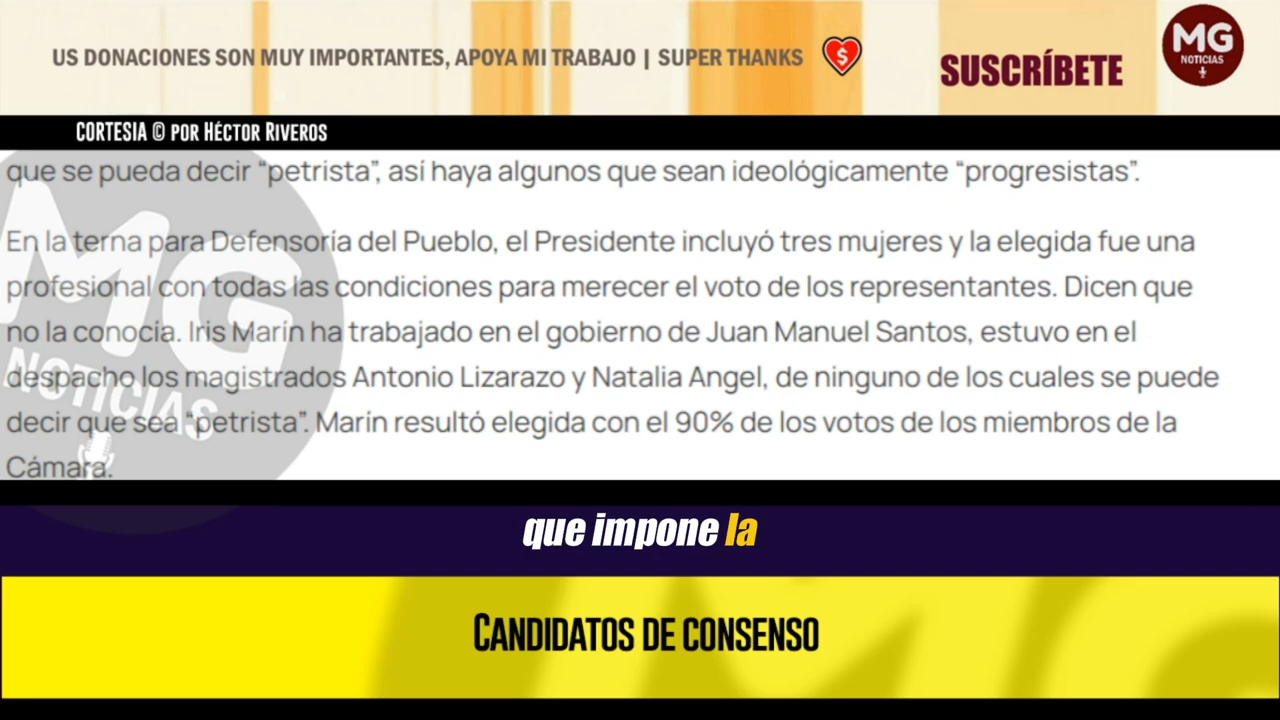 US DONACIONES SON MUY IMPORTANTES, APOYA MI TRABAJO | SUPER THANKS
$
SUSCRÍBETE
MG
NOTICIAS
CORTESIA © POR HÉCTOR RIVEROS
que se pueda decir “petrista”, así haya algunos que sean ideológicamente “progresistas”.
En la terna para Defensoría del Pueblo, el Presidente incluyó tres mujeres y la elegida fue una
profesional con todas las condiciones para merecer el voto de los representantes. Dicen que
no la conocía. Iris Marín ha trabajado en el gobierno de Juan Manuel Santos, estuvo en el
despacho los magistrados Antonio Lizarazo y Natalia Angel, de ninguno de los cuales se puede
decir que sea “petrista”. Marín resultó elegida con el 90% de los votos de los miembros de la
Cámara.
MG
NOTICIAS
que impone la
CANDIDATOS DE CONSENSO